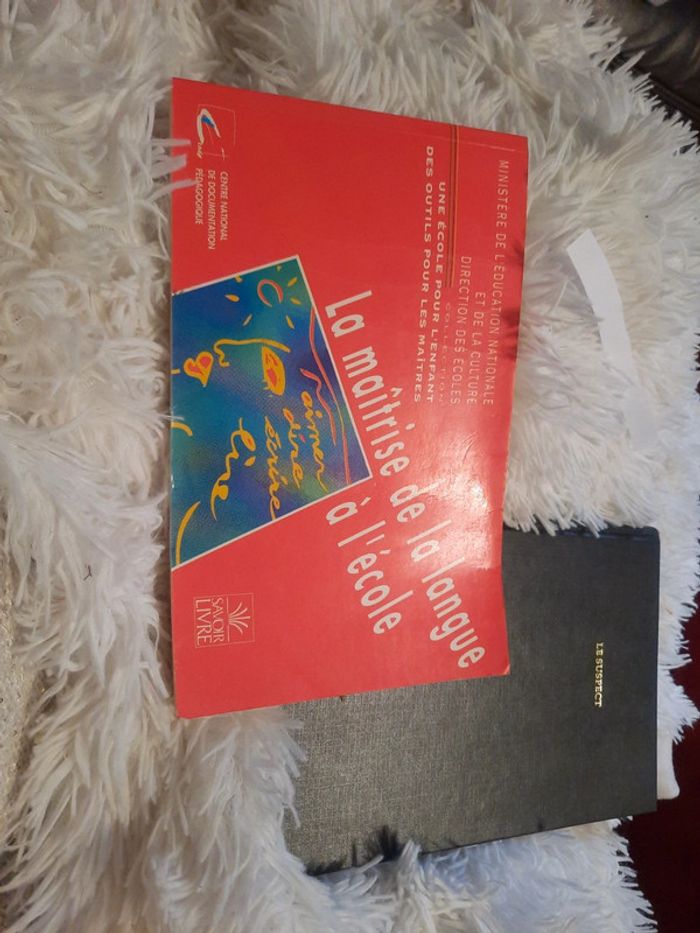 MINISTÈRE DE L'ÉDUCATION NATIONALE
ET DE LA CULTURE
DIRECTION DES ÉCOLES
COLLECTION
UNE ÉCOLE POUR L'ENFANT
DES OUTILS POUR LES MAÎTRES
La maîtrise de la langue
à l'école
aimer
dire
écrire
lire
CENTRE NATIONAL
DE DOCUMENTATION
PÉDAGOGIQUE
SAVOIR
LIVRE
LE SUSPECT